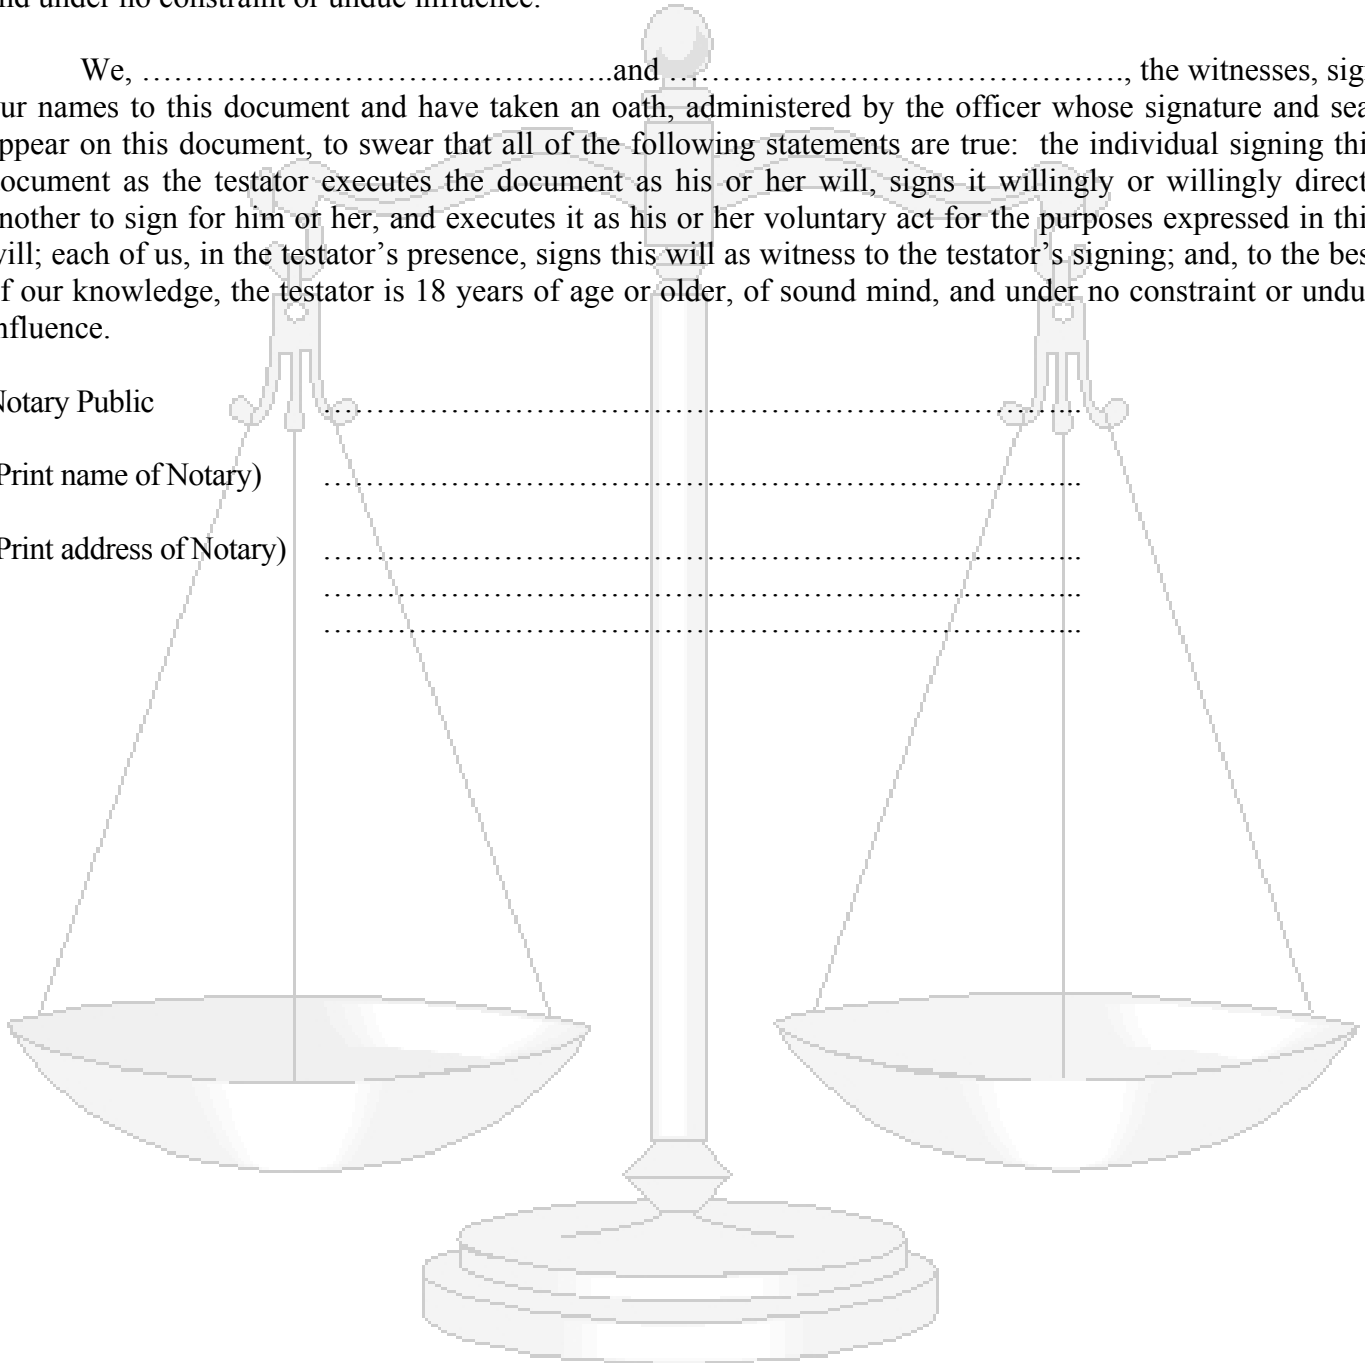 nd under no constraint or undue influence.
We, ……………………………………..…..and …………………………………………., the witnesses, sig
ur names to this document and have taken an oath, administered by the officer whose signature and sea
ppear on this document, to swear that all of the following statements are true: the individual signing thi
ocument as the testator executes the document as his or her will, signs it willingly or willingly direct
nother to sign for him or her, and executes it as his or her voluntary act for the purposes expressed in thi
vill; each of us, in the testator’s presence, signs this will as witness to the testator’s signing; and, to the bes
f our knowledge, the testator is 18 years of age or older, of sound mind, and under no constraint or undu
nfluence.
Notary Public ……………………………………………………………………...
Print name of Notary) ……………………………………………………………………...
Print address of Notary) ……………………………………………………………………...
……………………………………………………………………...
……………………………………………………………………...